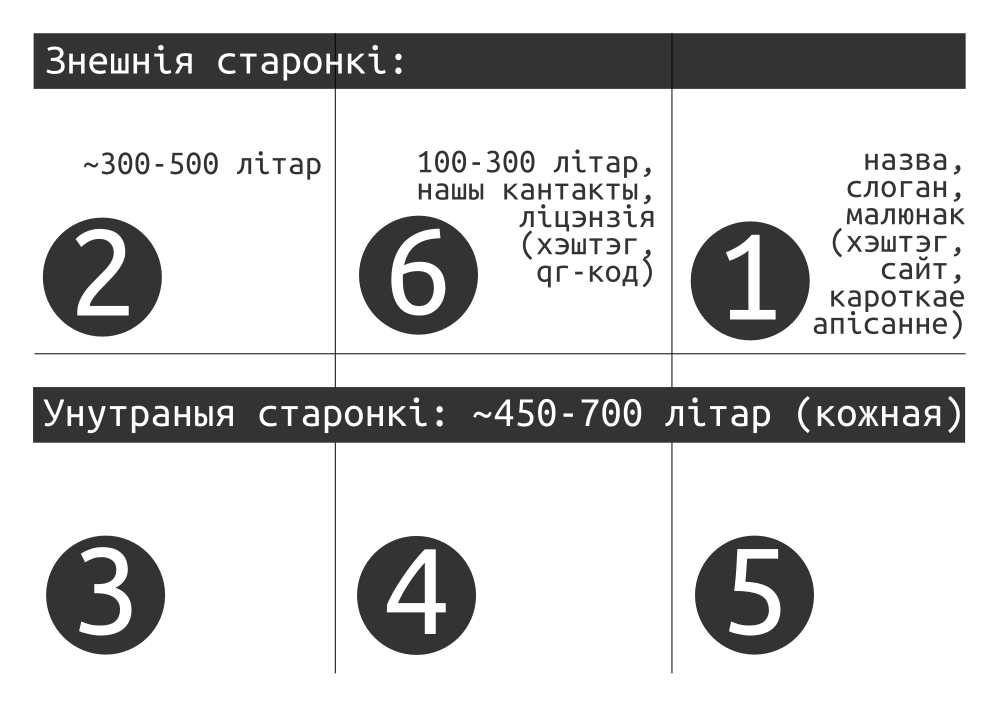 Знешнія старонкі:
~300-500 літар
2
100-300 літар,
нашы кантакты,
ліцэнзія
(хэштэг,
qr-код)
6
назва,
слоган,
малюнак
(хэштэг,
сайт,
кароткае
апісанне)
1
Унутраныя старонкі: ~450-700 літар (кожная)
3
4
5